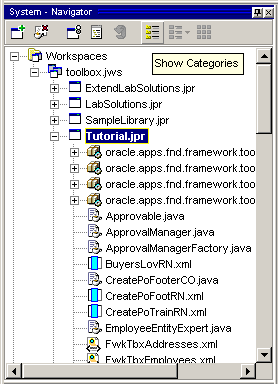 System - Navigator
Show Categories
Workspaces
toolbox.jws
ExtendLabSolutions.jpr
LabSolutions.jpr
SampleLibrary.jpr
Tutorial.jpr
oracle.apps.fnd.framework.too
oracle.apps.fnd.framework.too
oracle.apps.fnd.framework.too
oracle.apps.fnd.framework.too
Approvable.java
ApprovalManager.java
ApprovalManagerFactory.java
BuyersLovRN.xml
CreatePoFooterCO.java
CreatePoFootRN.xml
CreatePoTrainRN.xml
EmployeeEntityExpert.java
FwkTbxAddresses.xml
FwkTbxEmployees.xml